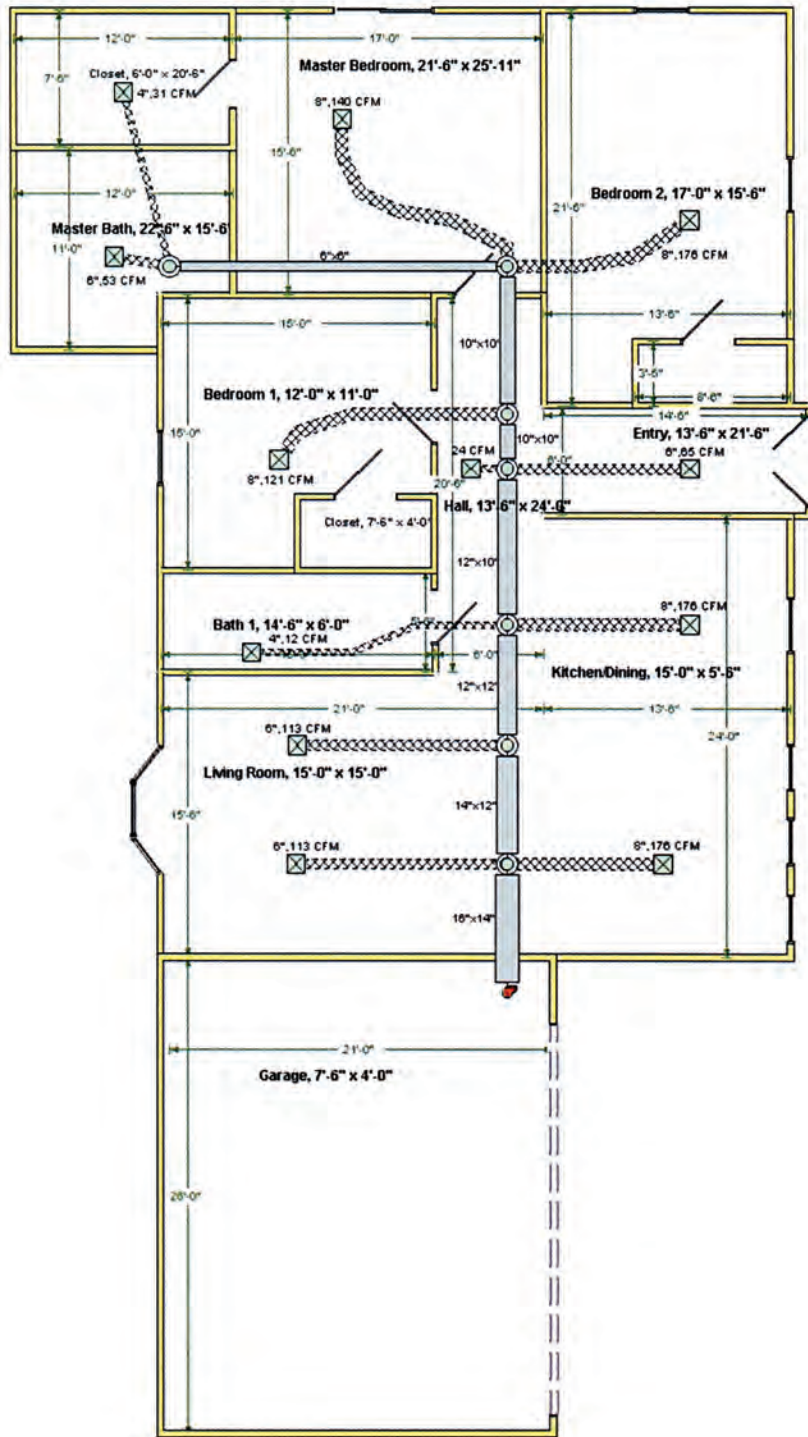 12'-0"
17'-0"
15'-6"
21'-6"
Master Bedroom, 21'-6" x 25'-11"
Closet, 6'-0" x 20'-6"
4",31 CFM
8",140 CFM
12'-0"
Bedroom 2, 17'-0" x 15'-6"
Master Bath, 22'-6" x 15'-6"
11'-0"
8",176 CFM
6",53 CFM
6"x6"
15'-0"
13'-6"
10"x10"
8'-6"
14'-6"
Bedroom 1, 12'-0" x 11'-0"
Entry, 13'-6" x 21'-6"
10"x10"
15'-0"
24 CFM
6",65 CFM
6'-0"
8",121 CFM
20'-6"
Hall, 13'-6" x 24'-0"
Closet, 7'-6" x 4'-0"
12"x10"
8",176 CFM
Bath 1, 14'-6" x 6'-0"
4",12 CFM
6'-0"
Kitchen/Dining, 15'-0" x 5'-6"
12"x12"
21'-0"
13'-6"
24'-0"
6",113 CFM
Living Room, 15'-0" x 15'-0"
15'-6"
14"x12"
6",113 CFM
8",176 CFM
16"x14"
21'-0"
Garage, 7'-6" x 4'-0"